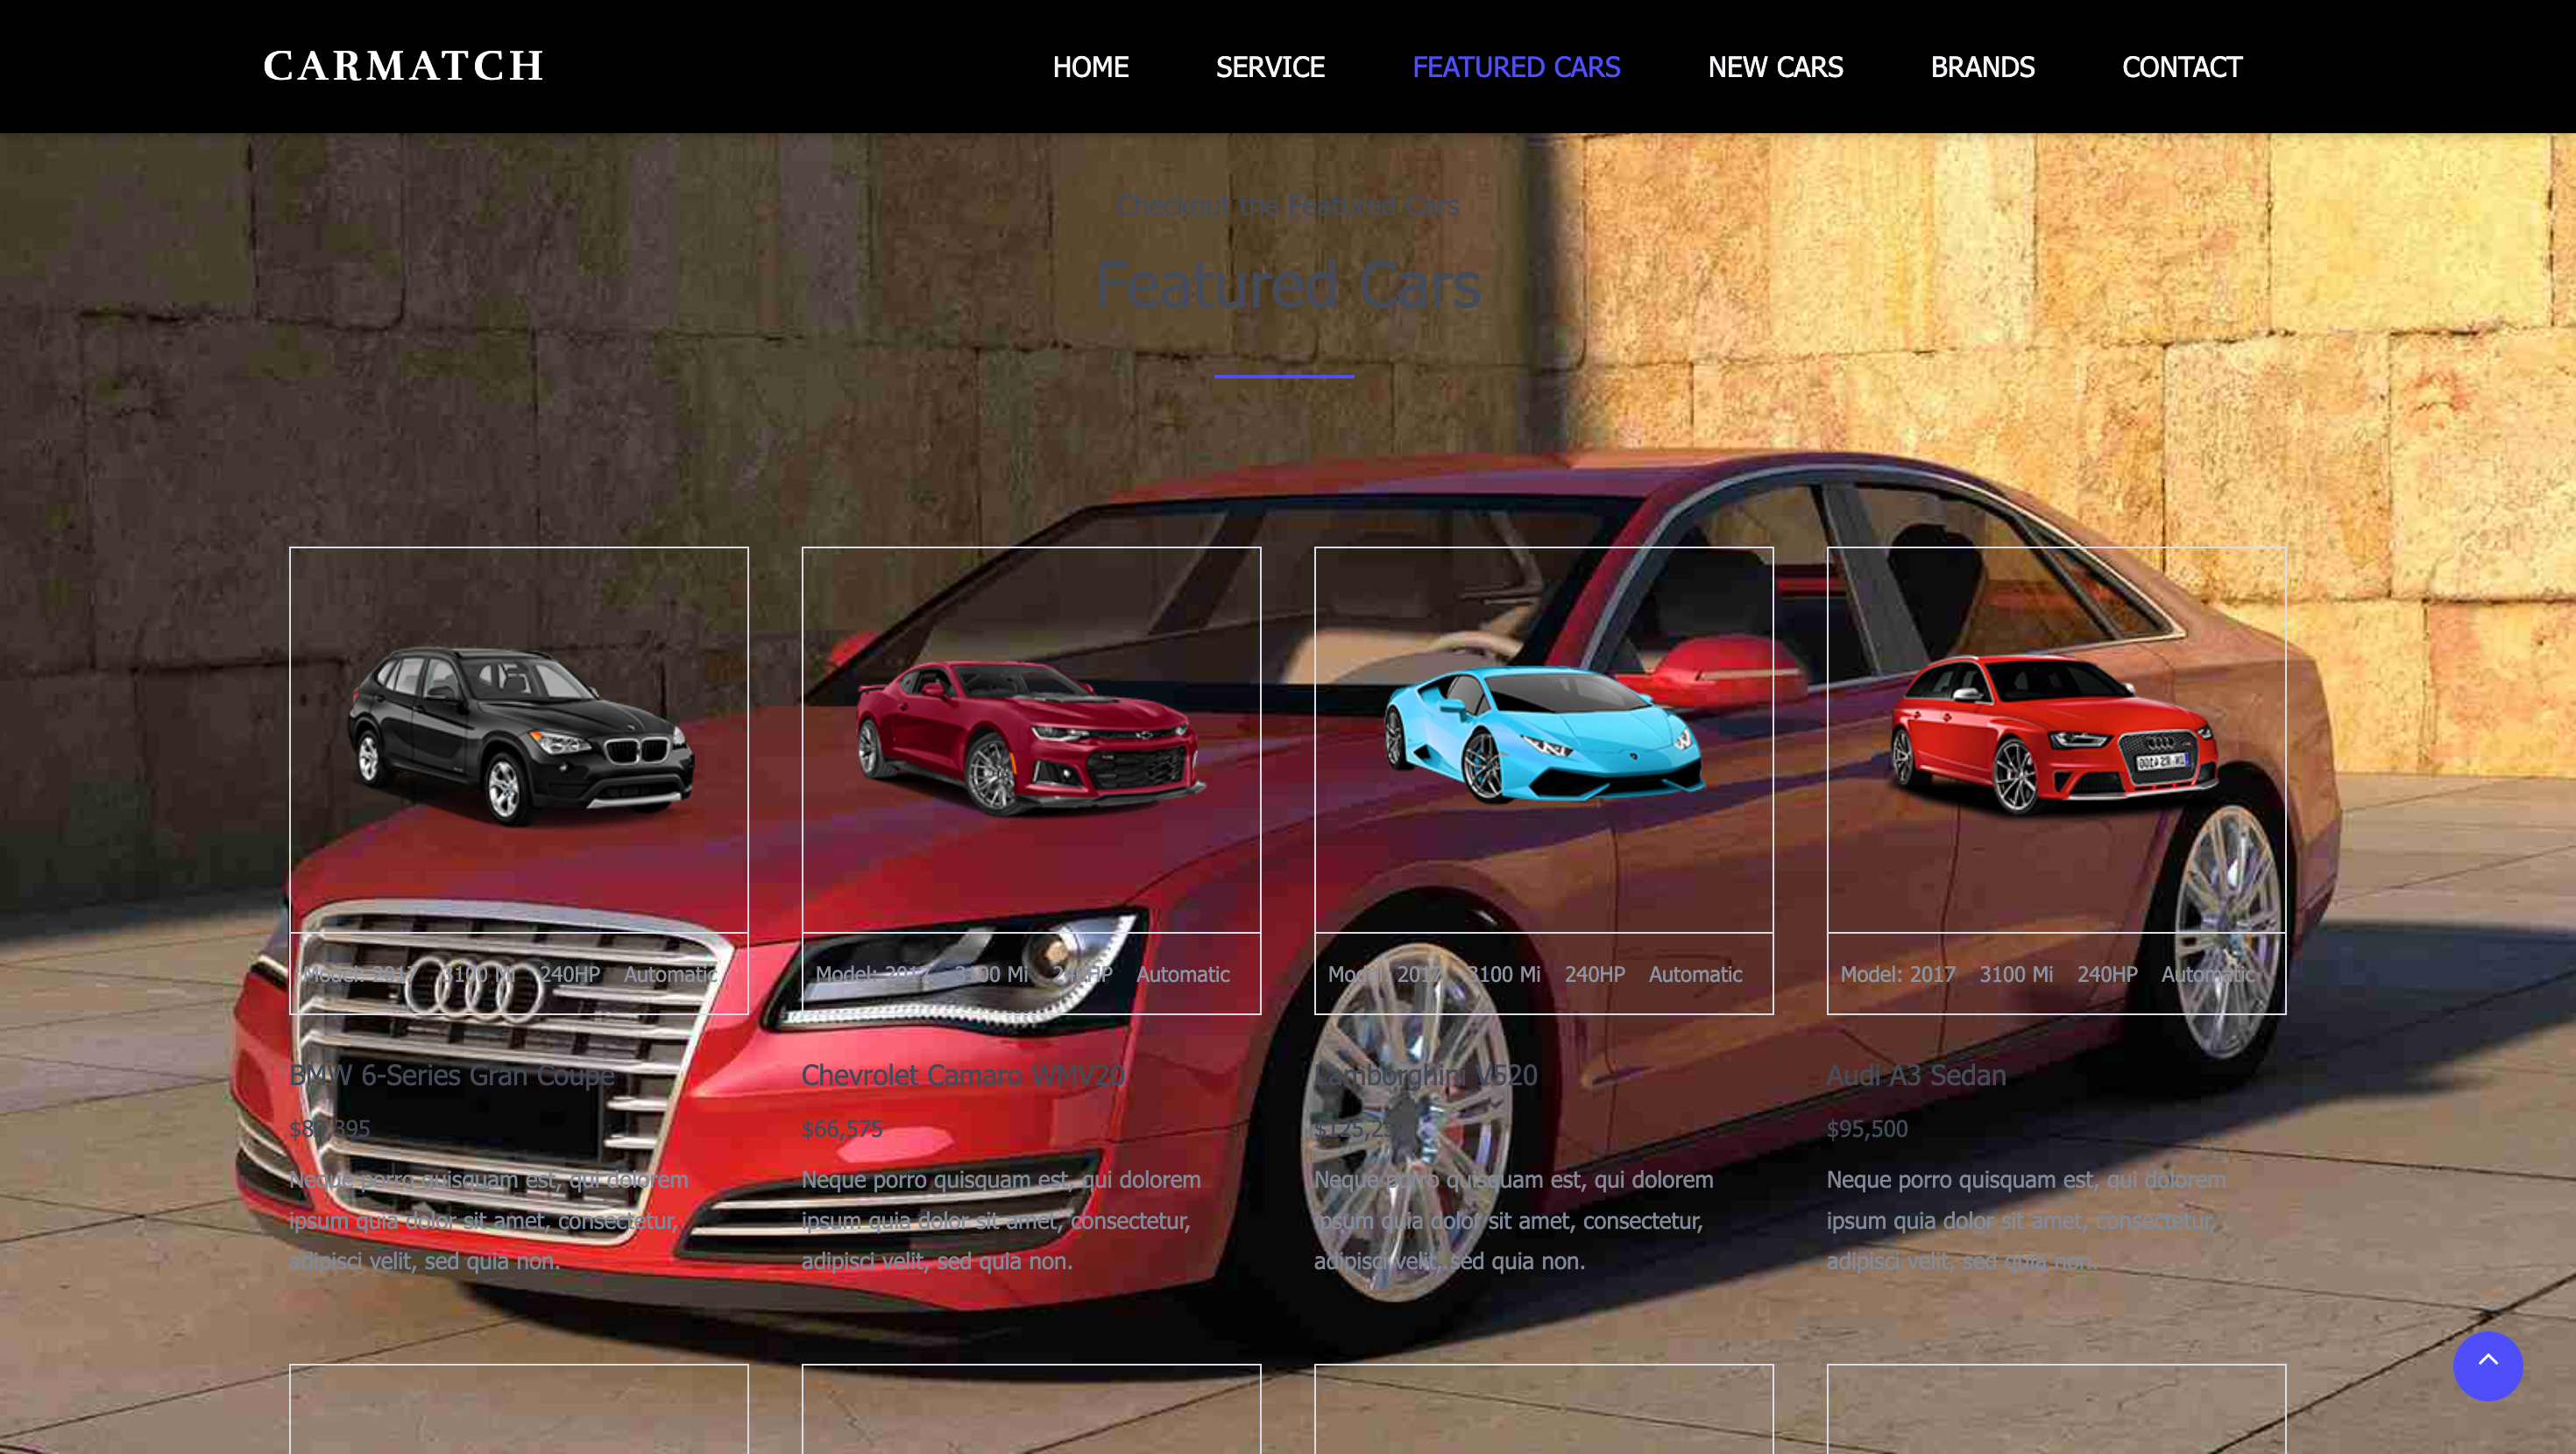 CARMATCH
HOME SERVICE FEATURED CARS NEW CARS BRANDS CONTACT
Checkout the Featured Cars
Featured Cars
Model: 2017 3100 Mi 240HP Automatic
Model: 2017 3100 Mi 240HP Automatic
Model: 2017 3100 Mi 240HP Automatic
Model: 2017 3100 Mi 240HP Automatic
BMW 6-Series Gran Coupe
Chevrolet Camaro WMV20
Lamborghini V520
Audi A3 Sedan
$66,575
$95,500
Neque porro quisquam est, qui dolorem
ipsum quia dolor sit amet, consectetur,
adipisci velit, sed quia non.
Neque porro quisquam est, qui dolorem
ipsum quia dolor sit amet, consectetur,
adipisci velit, sed quia non.
Neque porro quisquam est, qui dolorem
ipsum quia dolor sit amet, consectetur,
adipisci velit, sed quia non.
Neque porro quisquam est, qui dolorem
ipsum quia dolor sit amet, consectetur,
adipisci velit, sed quia non.